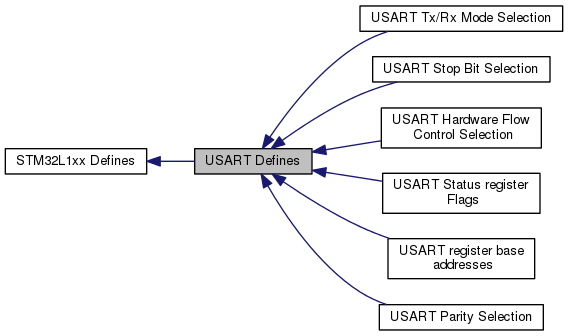 USART Tx/Rx Mode Selection
USART Stop Bit Selection
USART Hardware Flow
Control Selection
STM32L1xx Defines
USART Defines
USART Status register
Flags
USART register base
addresses
USART Parity Selection